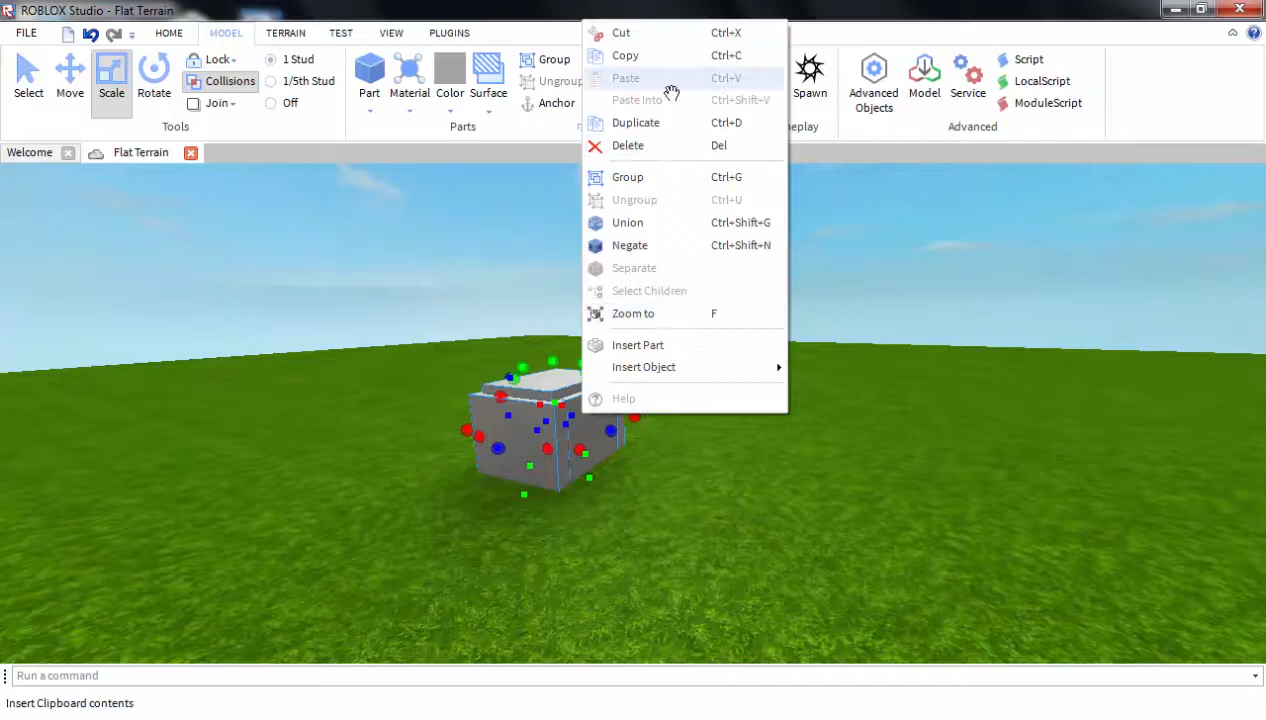 ROBLOX Studio - Flat Terrain
FILE HOME MODEL TERRAIN TEST VIEW PLUGINS
Select Move Scale Rotate
Lock
Collisions
Join
Tools
1 Stud
1/5th Stud
Off
Part Material Color Surface
Parts
Group
Ungroup
Anchor
Spawn
Advanced Objects
Model Service
Script
LocalScript
ModuleScript
Advanced
Welcome Flat Terrain
Cut Ctrl+X
Copy Ctrl+C
Paste Ctrl+V
Paste Into Ctrl+Shift+V
Duplicate Ctrl+D
Delete Del
Group Ctrl+G
Ungroup Ctrl+U
Union Ctrl+Shift+G
Negate Ctrl+Shift+N
Separate
Select Children
Zoom to F
Insert Part
Insert Object
Help
Run a command
Insert Clipboard contents